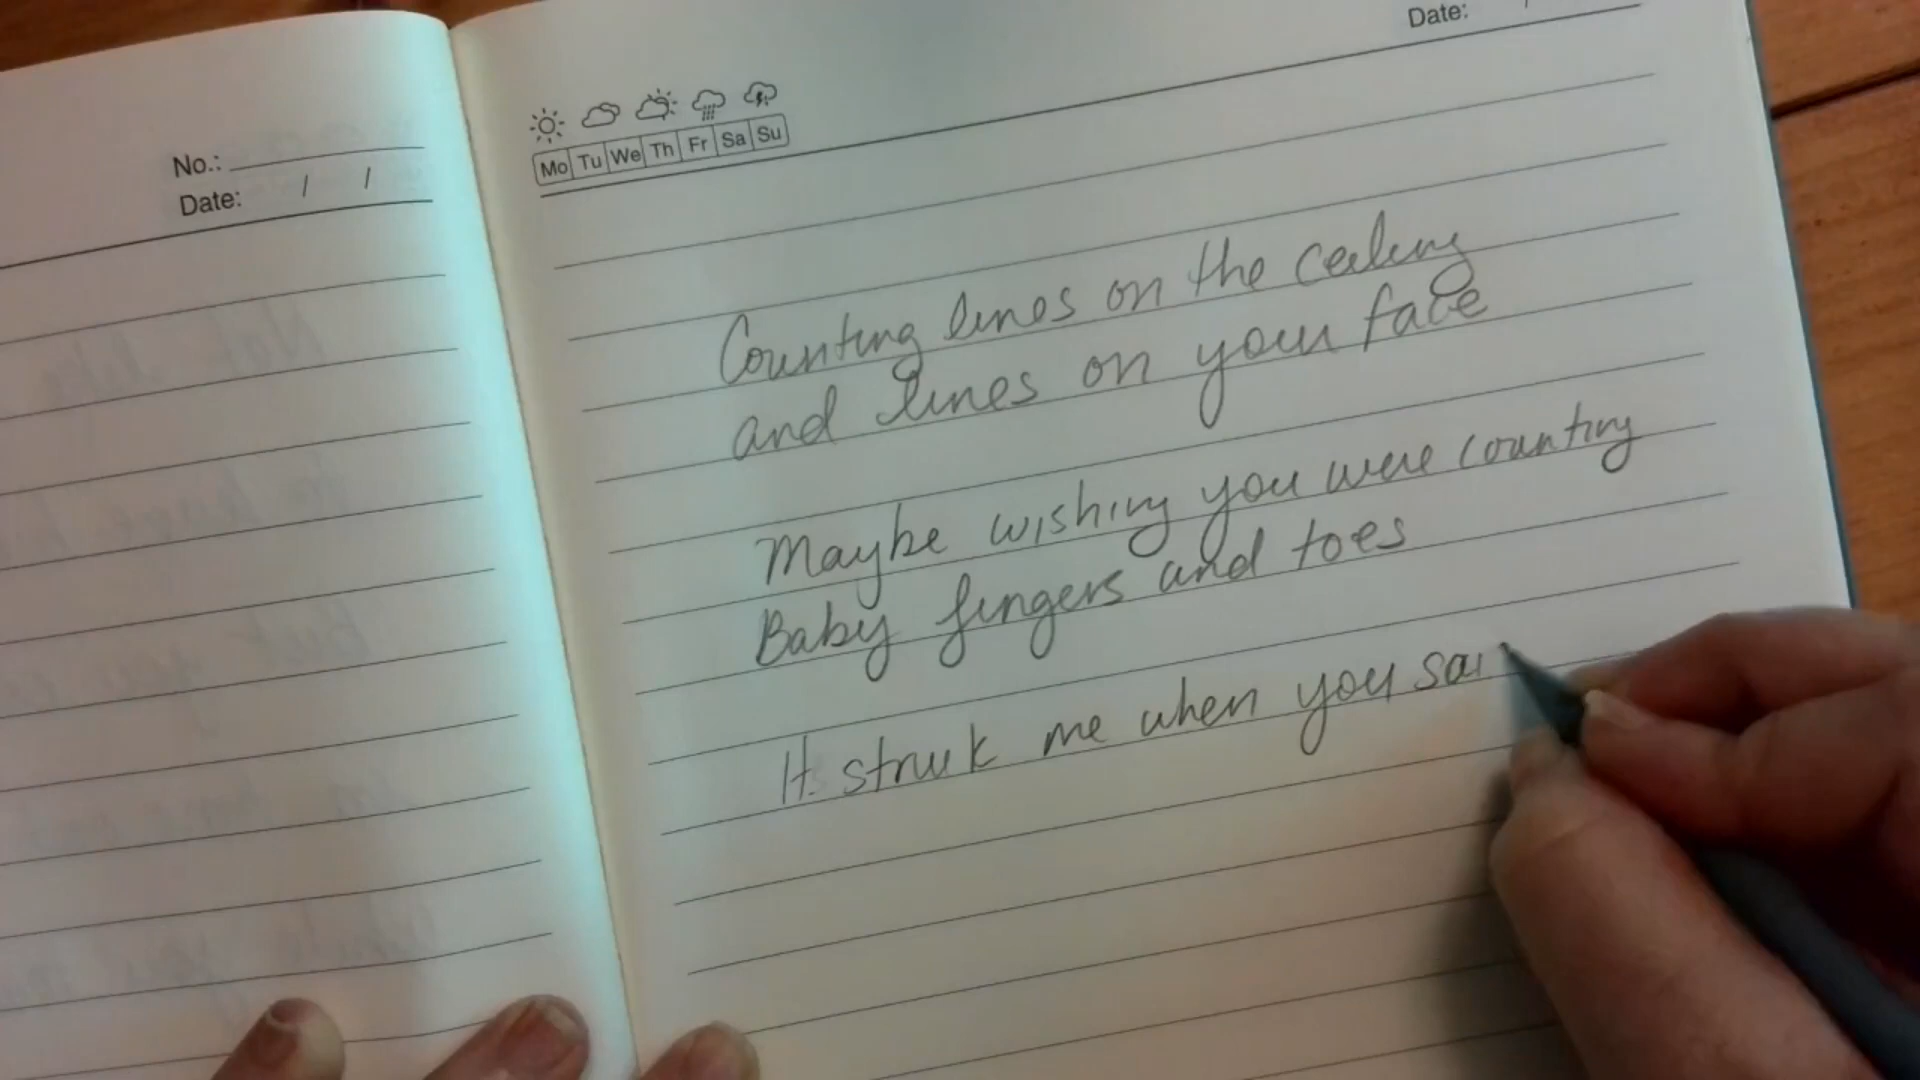 No.:
Date: / /
Date: /
Mo Tu We Th Fr Sa Su
Counting lines on the ceiling
and lines on your face
Maybe wishing you were counting
Baby fingers and toes
It struck me when you sai